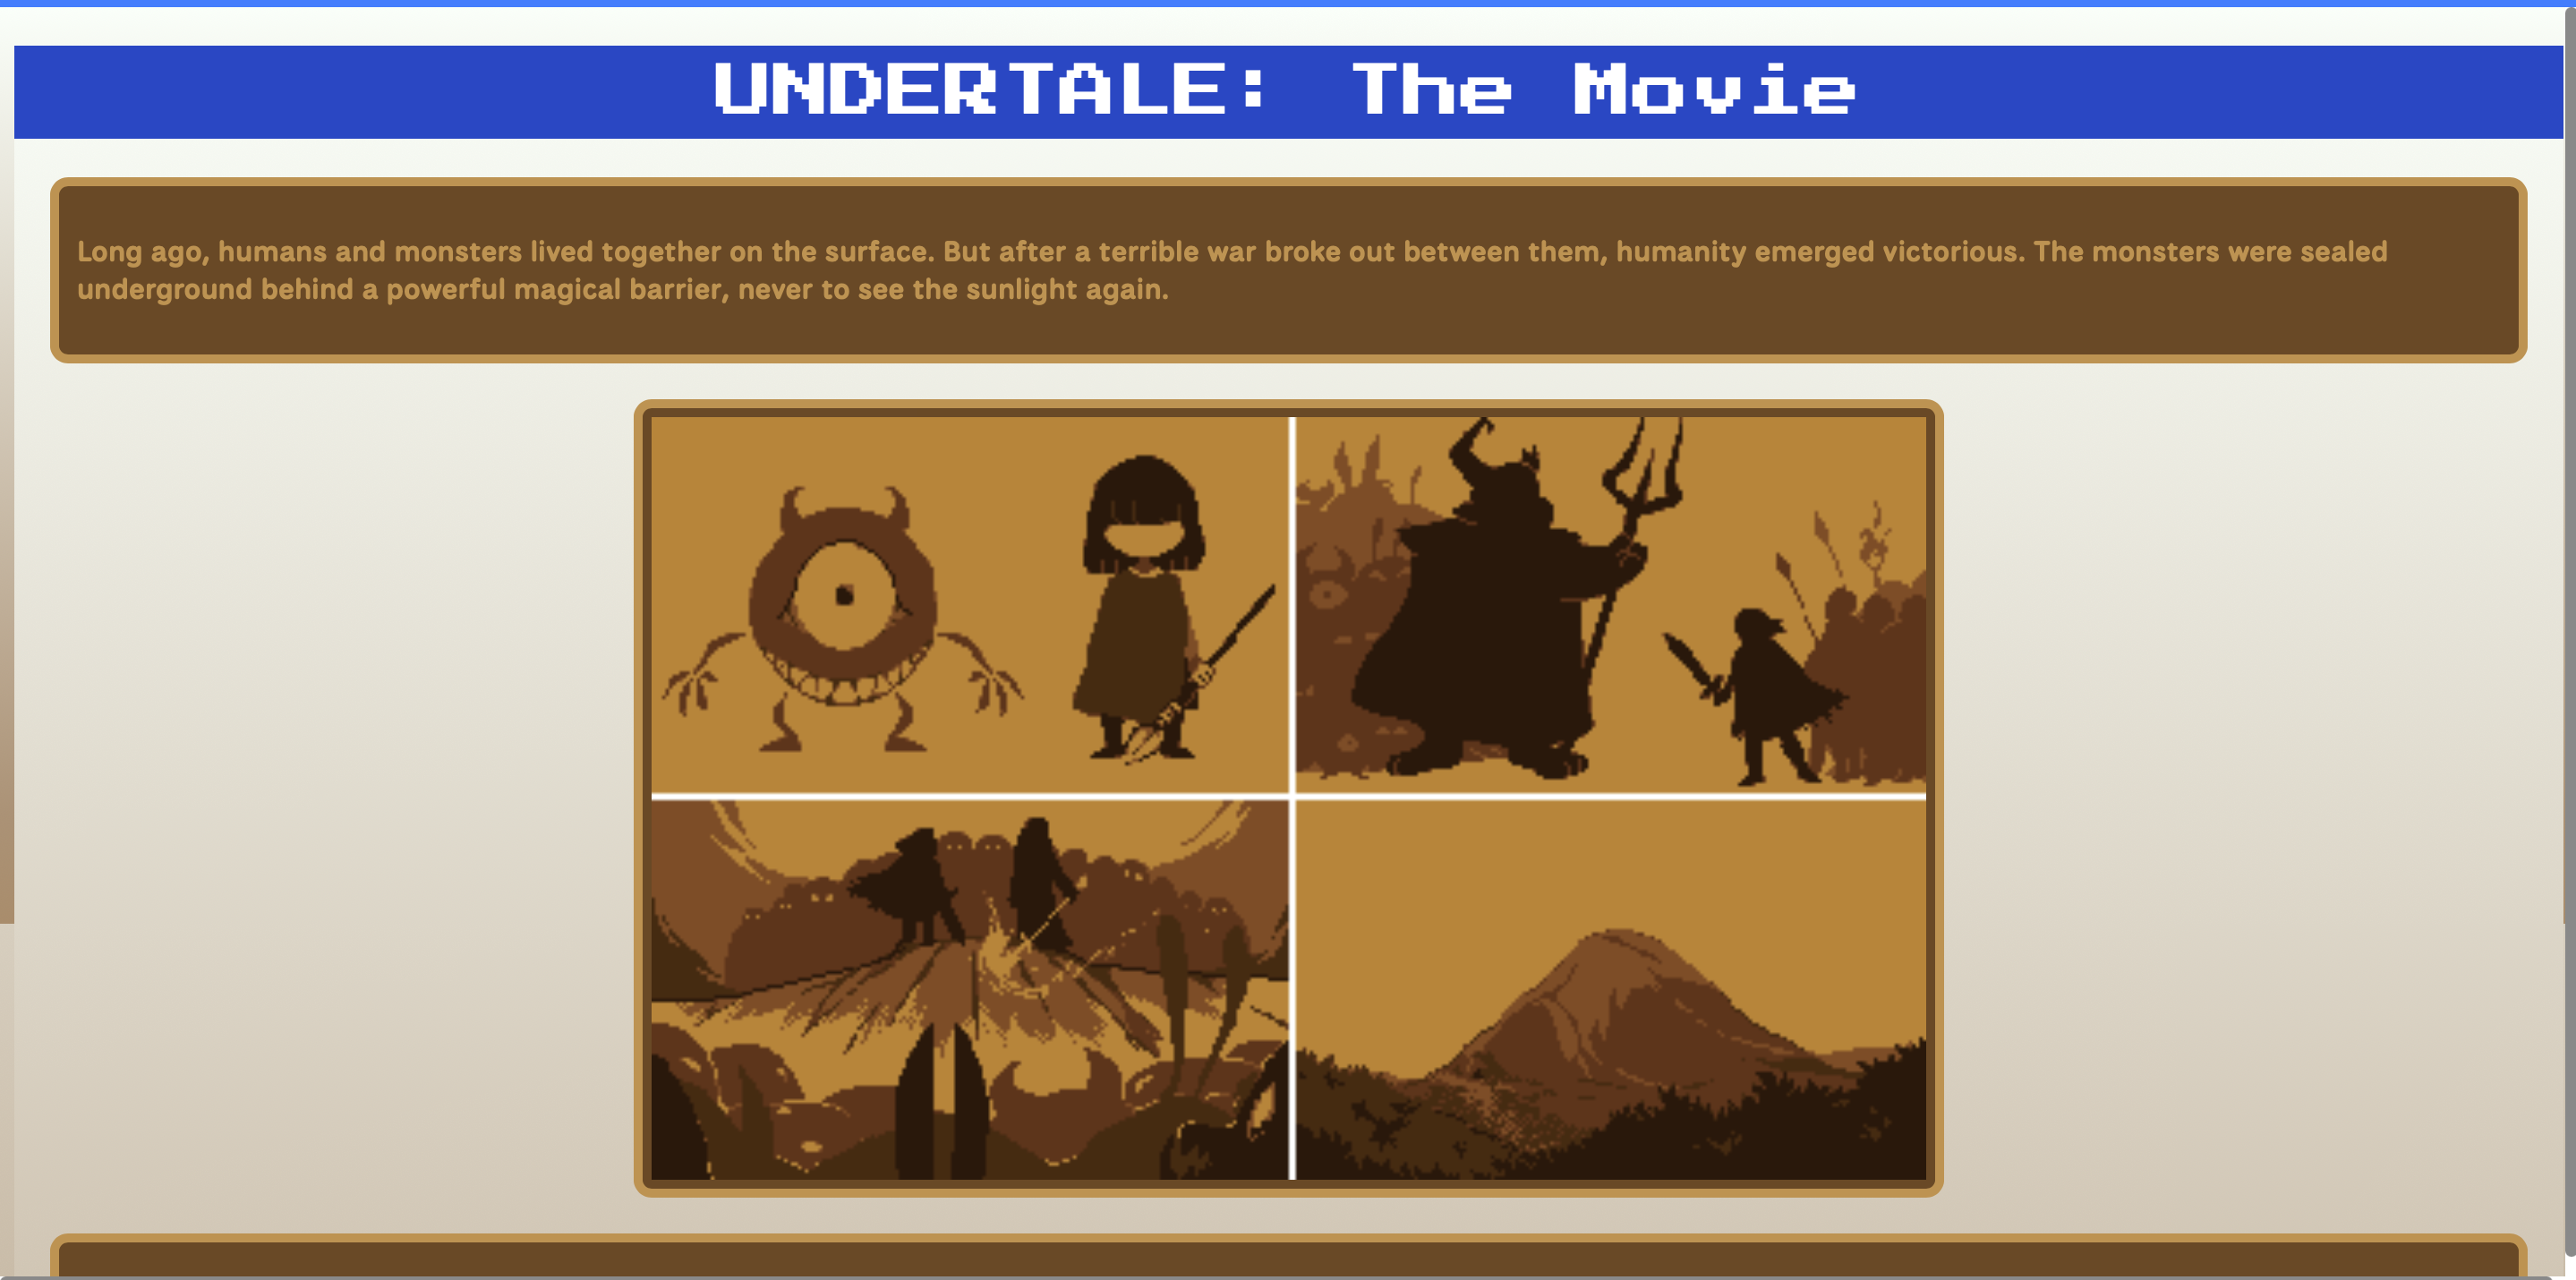 UNDERTALE: The Movie
Long ago, humans and monsters lived together on the surface. But after a terrible war broke out between them, humanity emerged victorious. The monsters were sealed
underground behind a powerful magical barrier, never to see the sunlight again.